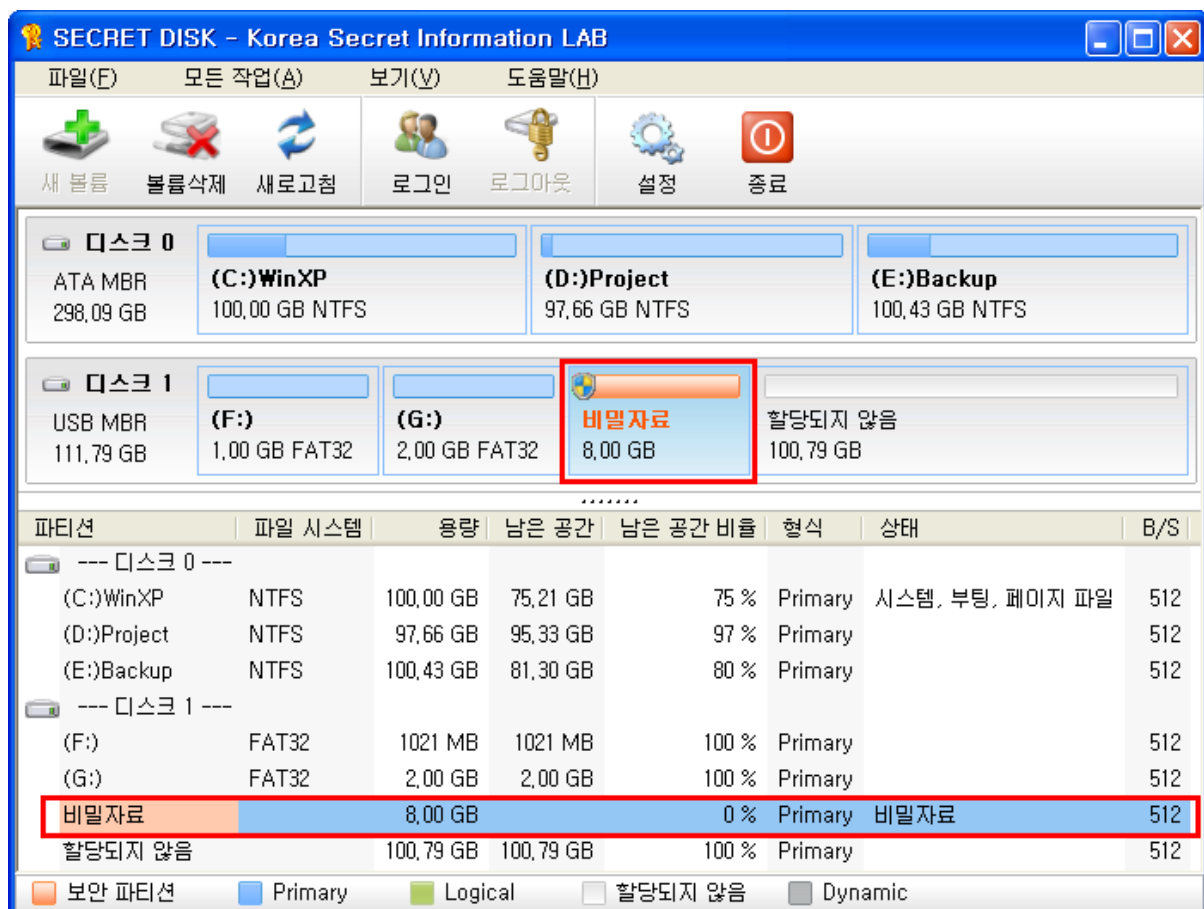 SECRET DISK - Korea Secret Information LAB
파일(F) 모든 작업(A) 보기(V) 도움말(H)
새 볼륨 볼륨삭제 새로고침 로그인 로그아웃 설정 종료
디스크 0
ATA MBR
298,09 GB
(C:)WinXP
100,00 GB NTFS
(D:)Project
97,66 GB NTFS
(E:)Backup
100,43 GB NTFS
디스크 1
USB MBR
111,79 GB
(F:)
1,00 GB FAT32
(G:)
2,00 GB FAT32
비밀자료
8,00 GB
할당되지 않음
100,79 GB
파티션 파일 시스템 용량 남은 공간 남은 공간 비율 형식 상태 B/S
--- 디스크 0 ---
(C:)WinXP NTFS 100,00 GB 75,21 GB 75 % Primary 시스템, 부팅, 페이지 파일 512
(D:)Project NTFS 97,66 GB 95,33 GB 97 % Primary 512
(E:)Backup NTFS 100,43 GB 81,30 GB 80 % Primary 512
--- 디스크 1 ---
(F:) FAT32 1021 MB 1021 MB 100 % Primary 512
(G:) FAT32 2,00 GB 2,00 GB 100 % Primary 512
비밀자료 8,00 GB 0 % Primary 비밀자료 512
할당되지 않음 100,79 GB 100,79 GB 100 % Primary 512
보안 파티션 Primary Logical 할당되지 않음 Dynamic